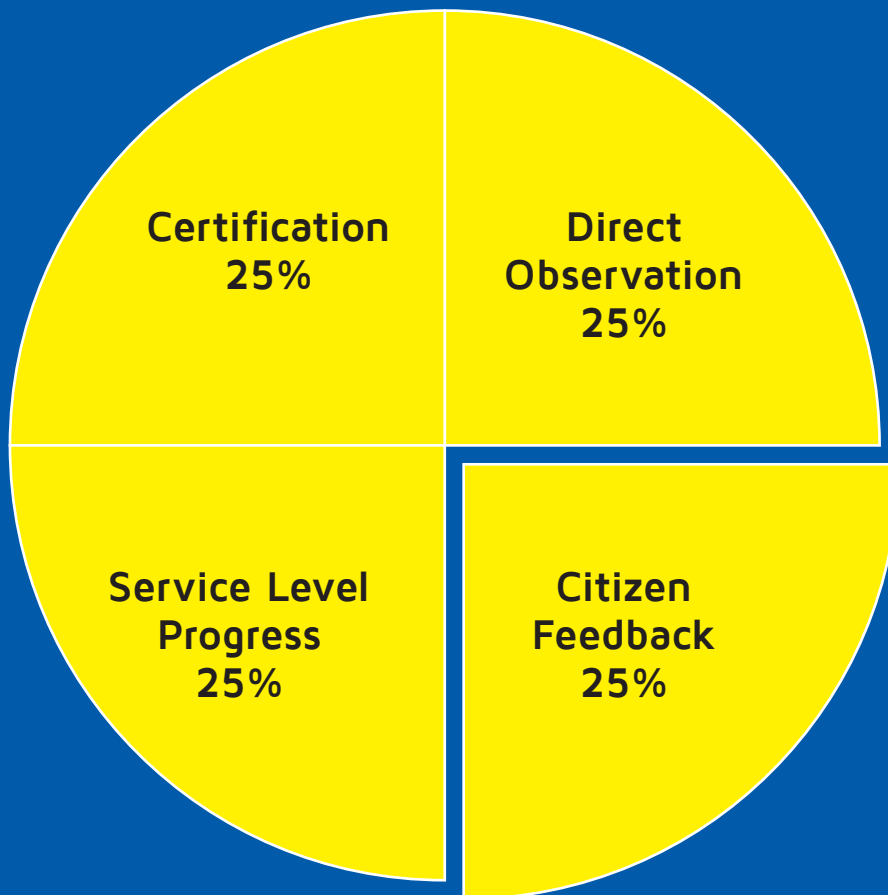 Certification
25%
Direct
Observation
25%
Service Level
Progress
25%
Citizen
Feedback
25%